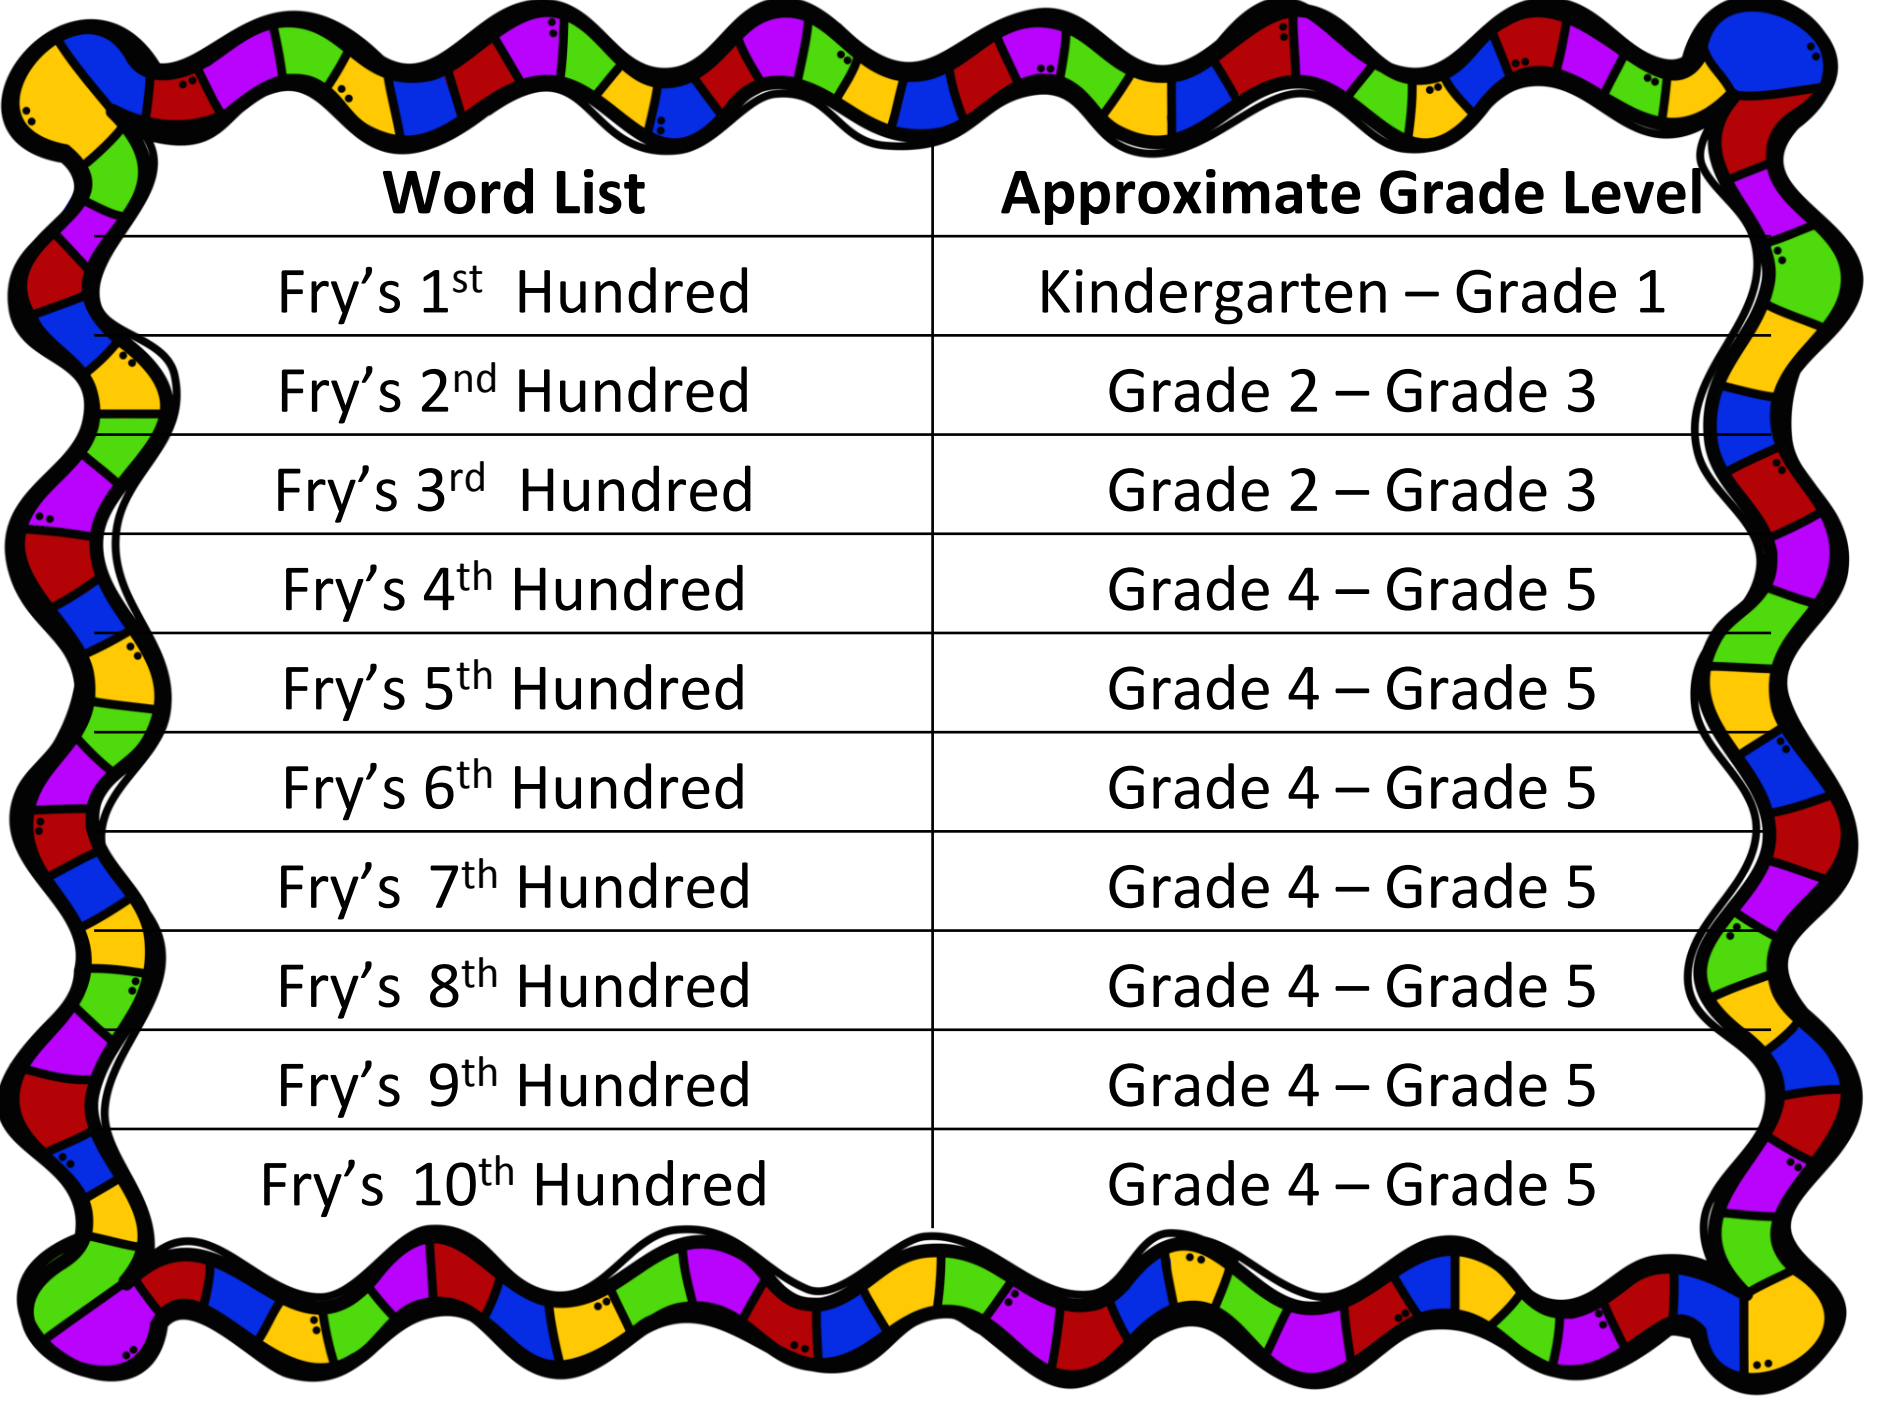 Word List Approximate Grade Level
Fry’s 1st Hundred Kindergarten – Grade 1
Fry’s 2nd Hundred Grade 2 – Grade 3
Fry’s 3rd Hundred Grade 2 – Grade 3
Fry’s 4th Hundred Grade 4 – Grade 5
Fry’s 5th Hundred Grade 4 – Grade 5
Fry’s 6th Hundred Grade 4 – Grade 5
Fry’s 7th Hundred Grade 4 – Grade 5
Fry’s 8th Hundred Grade 4 – Grade 5
Fry’s 9th Hundred Grade 4 – Grade 5
Fry’s 10th Hundred Grade 4 – Grade 5